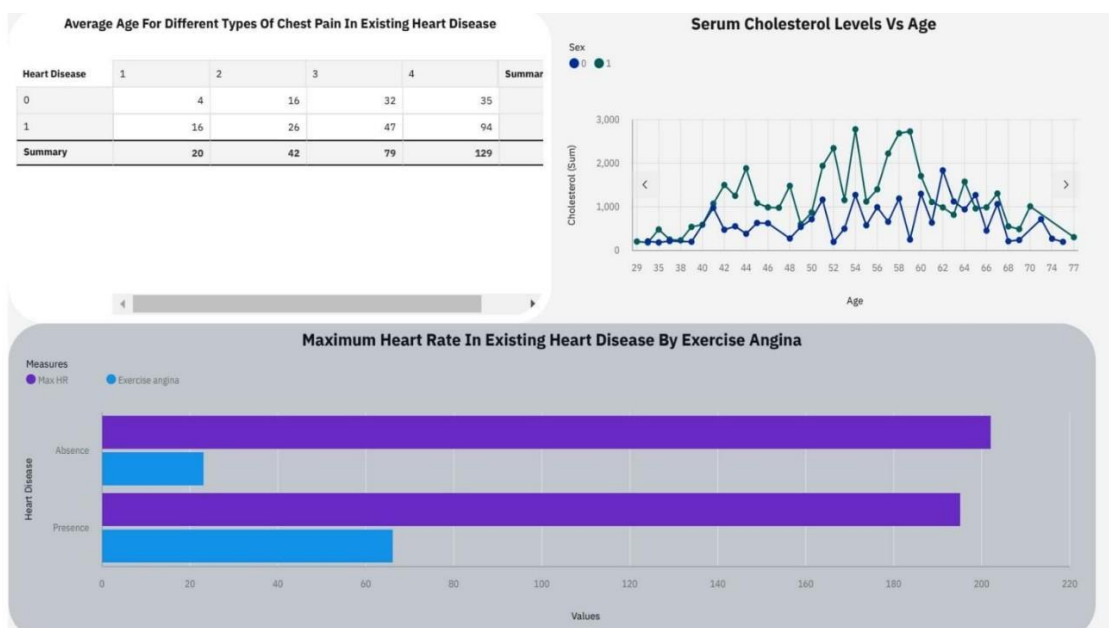 Average Age For Different Types Of Chest Pain In Existing Heart Disease
Heart Disease 1 2 3 4 Summar
0 4 16 32 35
1 16 26 47 94
Summary 20 42 79 129
Serum Cholesterol Levels Vs Age
Sex
0 1
3,000
2,000
1,000
0
Cholesterol (Sum)
29 35 38 40 42 44 46 48 50 52 54 56 58 60 62 64 66 68 70 74 77
Age
Maximum Heart Rate In Existing Heart Disease By Exercise Angina
Measures
Max HR Exercise angina
Heart Disease
Absence
Presence
0 20 40 60 80 100 120 140 160 180 200 220
Values